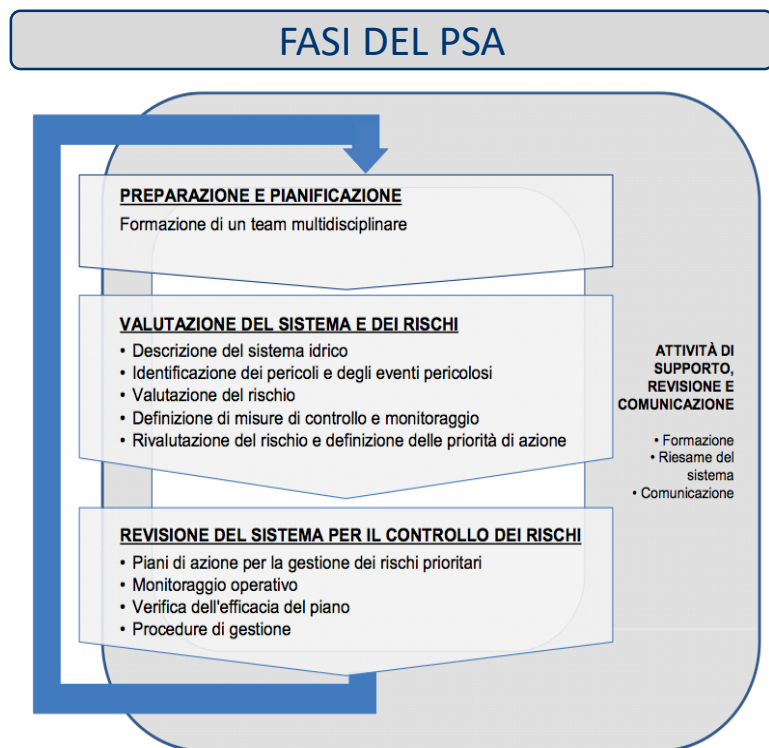 FASI DEL PSA
PREPARAZIONE E PIANIFICAZIONE
Formazione di un team multidisciplinare
VALUTAZIONE DEL SISTEMA E DEI RISCHI
• Descrizione del sistema idrico
• Identificazione dei pericoli e degli eventi pericolosi
• Valutazione del rischio
• Definizione di misure di controllo e monitoraggio
• Rivalutazione del rischio e definizione delle priorità di azione
REVISIONE DEL SISTEMA PER IL CONTROLLO DEI RISCHI
• Piani di azione per la gestione dei rischi prioritari
• Monitoraggio operativo
• Verifica dell'efficacia del piano
• Procedure di gestione
ATTIVITÀ DI
SUPPORTO,
REVISIONE E
COMUNICAZIONE
• Formazione
• Riesame del
sistema
• Comunicazione